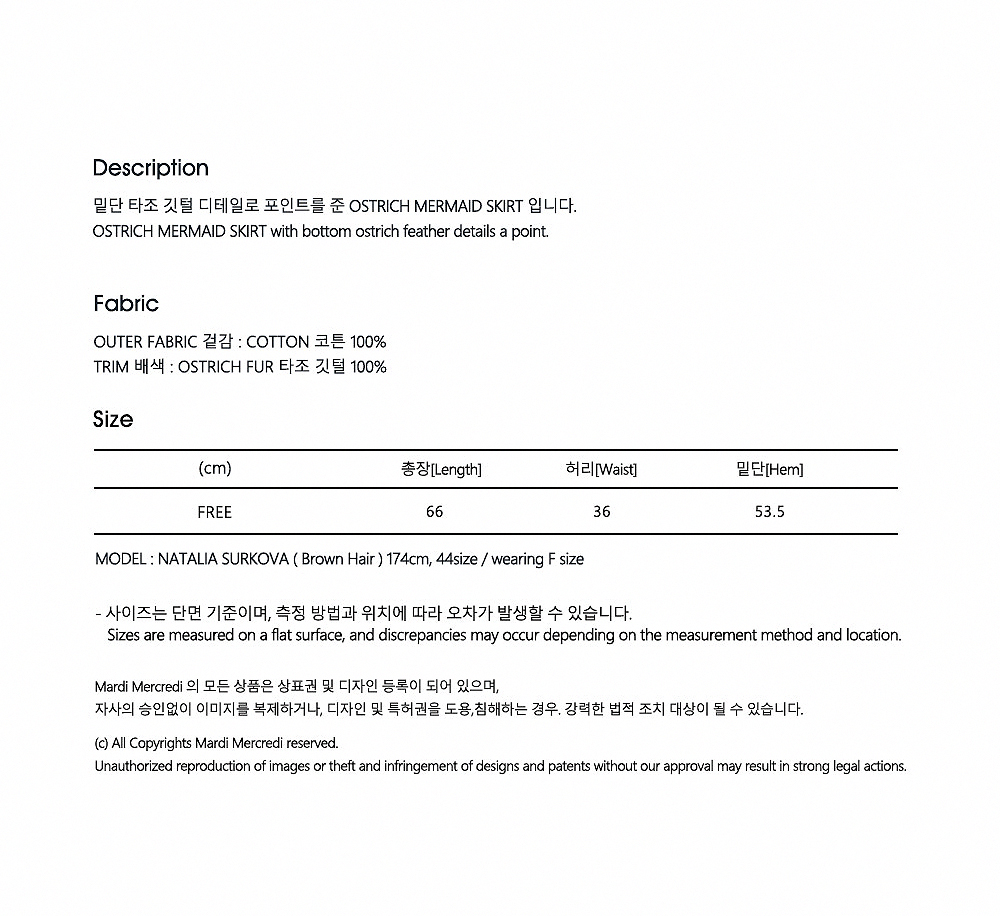 Description
밑단 타조 깃털 디테일로 포인트를 준 OSTRICH MERMAID SKIRT 입니다.
OSTRICH MERMAID SKIRT with bottom ostrich feather details a point.
Fabric
OUTER FABRIC 겉감 : COTTON 코튼 100%
TRIM 배색 : OSTRICH FUR 타조 깃털 100%
Size
(cm) 총장[Length] 허리[Waist] 밑단[Hem]
FREE 66 36 53.5
MODEL : NATALIA SURKOVA ( Brown Hair ) 174cm, 44size / wearing F size
- 사이즈는 단면 기준이며, 측정 방법과 위치에 따라 오차가 발생할 수 있습니다.
Sizes are measured on a flat surface, and discrepancies may occur depending on the measurement method and location.
Mardi Mercredi 의 모든 상품은 상표권 및 디자인 등록이 되어 있으며,
자사의 승인없이 이미지를 복제하거나, 디자인 및 특허권을 도용,침해하는 경우. 강력한 법적 조치 대상이 될 수 있습니다.
(c) All Copyrights Mardi Mercredi reserved.
Unauthorized reproduction of images or theft and infringement of designs and patents without our approval may result in strong legal actions.